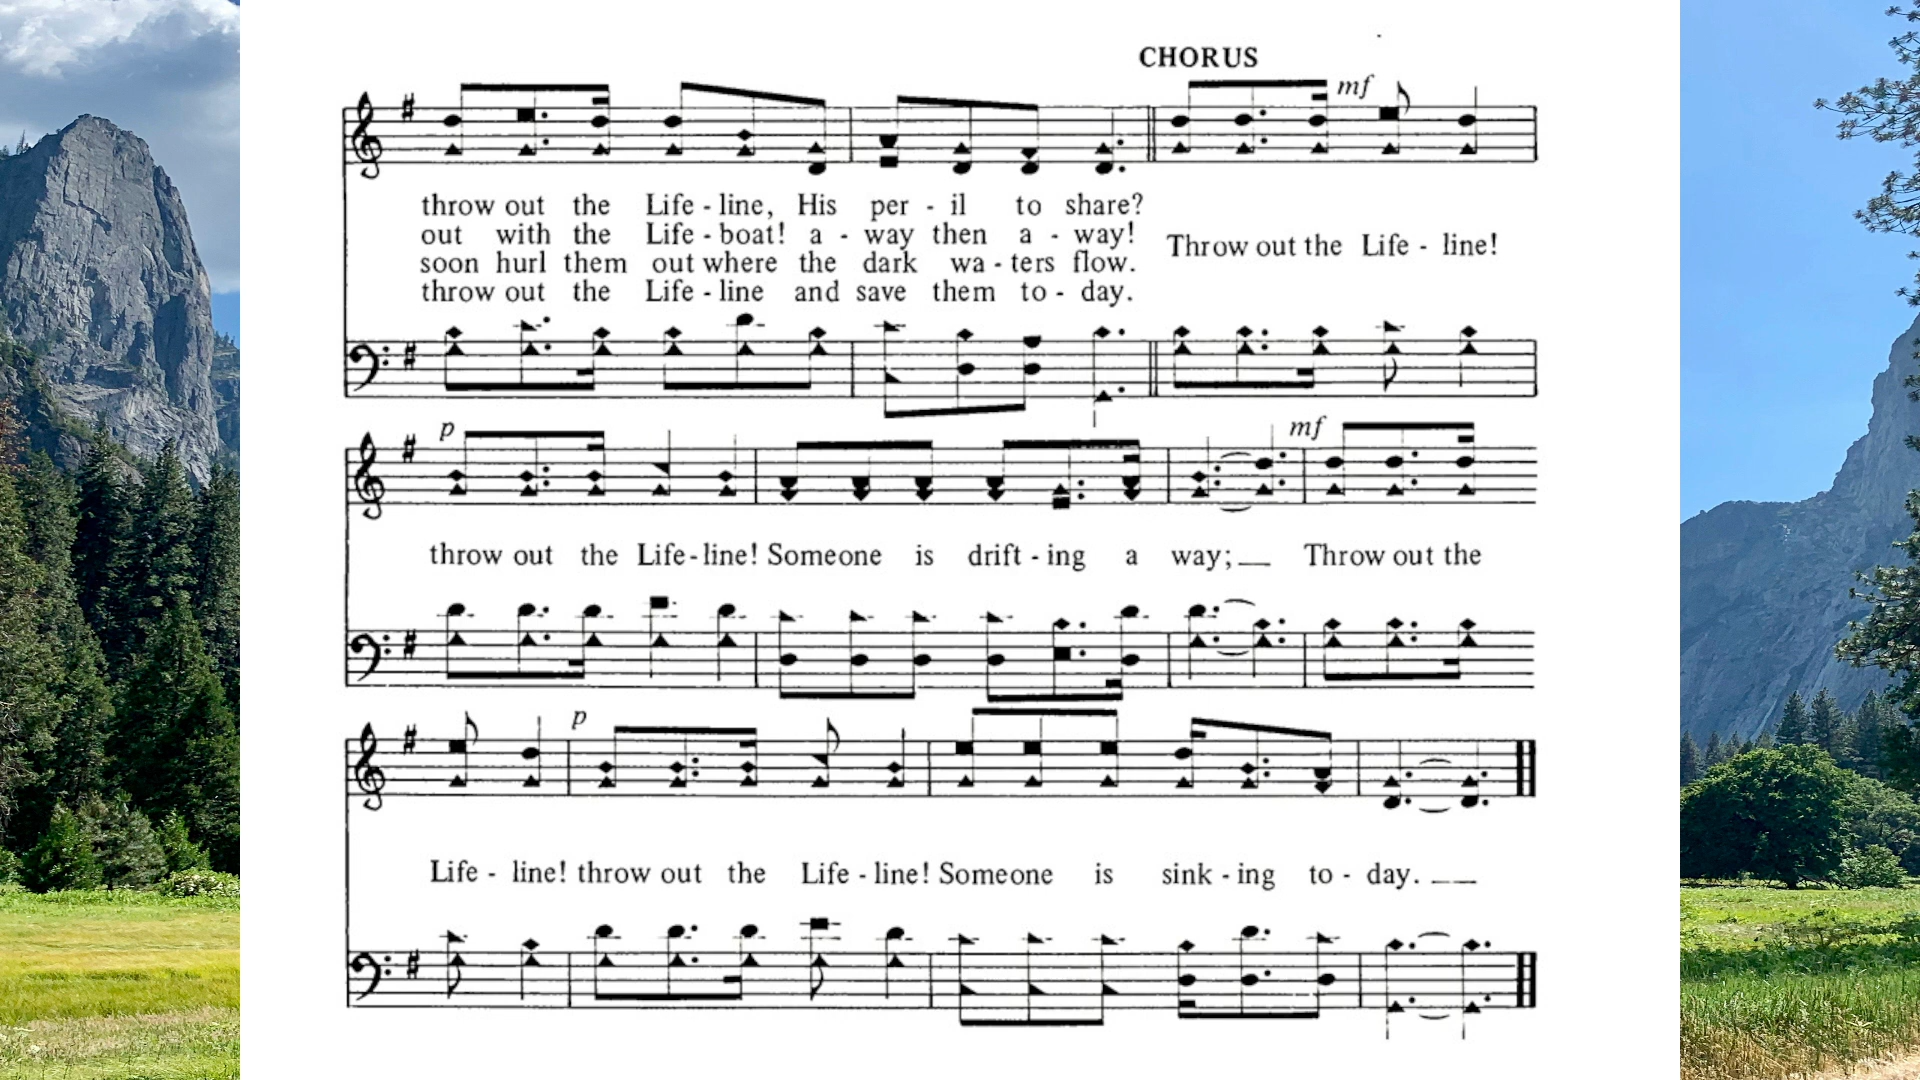 CHORUS
mf
throw out the Life - line, His per - il to share?
out with the Life - boat! a - way then a - way!
Throw out the Life - line!
soon hurl them out where the dark wa - ters flow.
throw out the Life - line and save them to - day.
p mf
throw out the Life - line! Someone is drift - ing a way; Throw out the
p
Life - line! throw out the Life - line! Someone is sink - ing to - day.